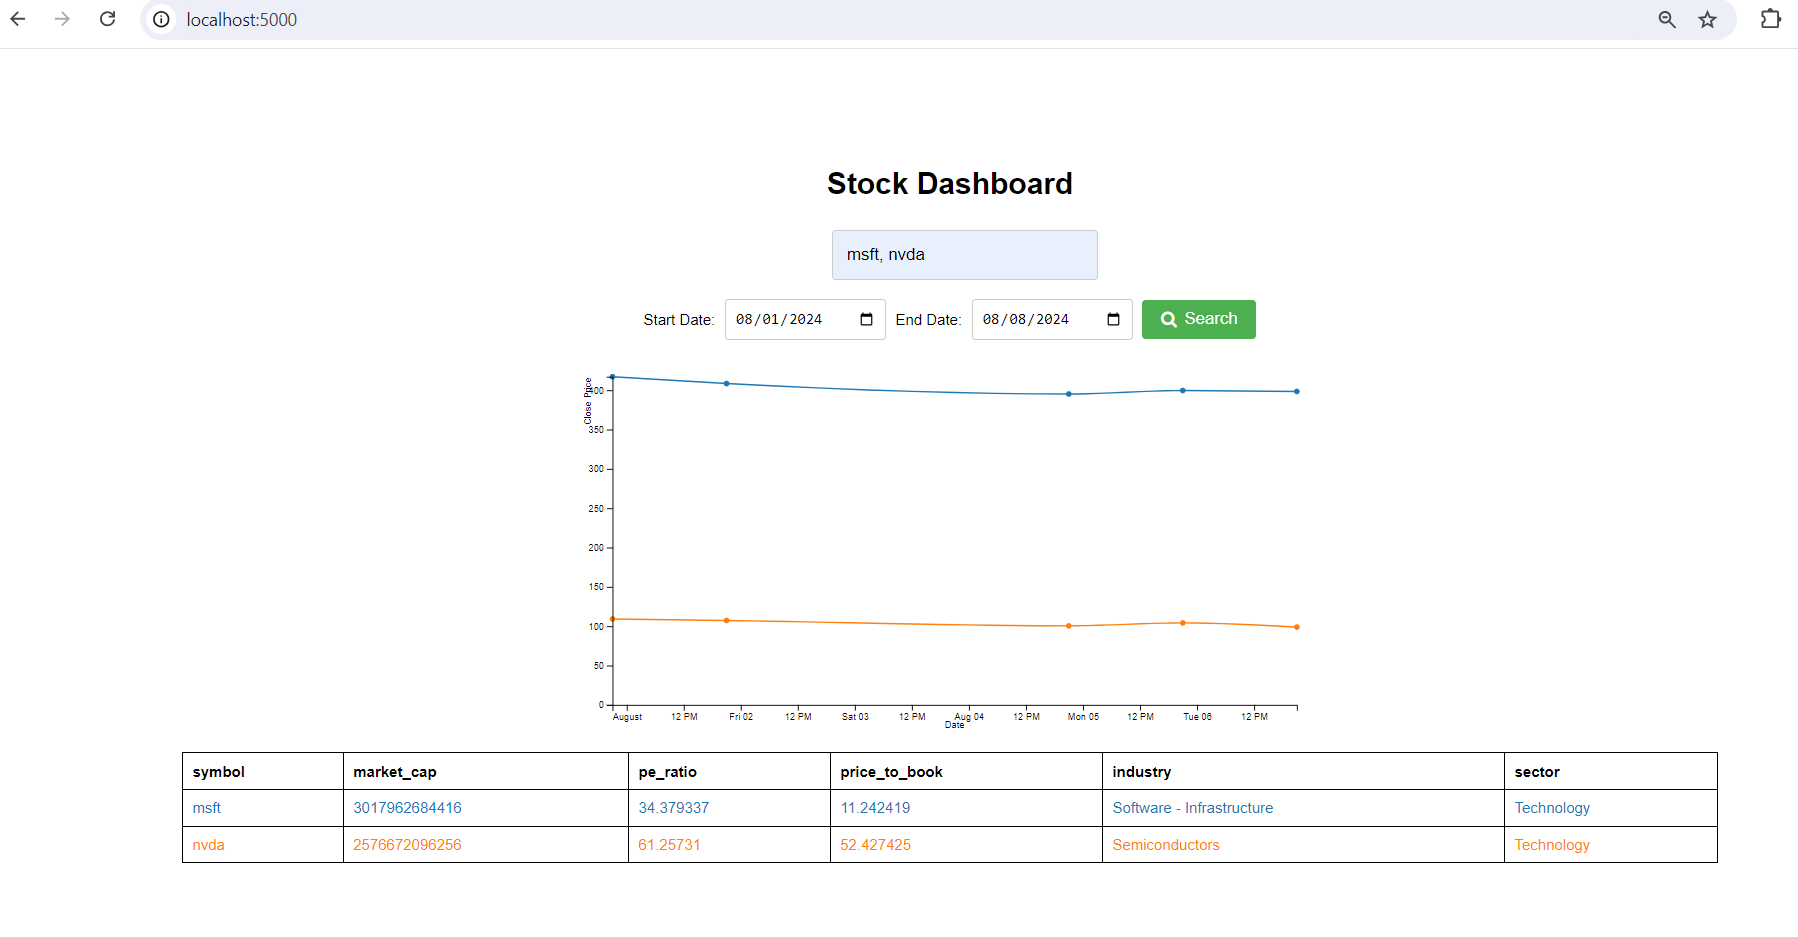 localhost:5000
Stock Dashboard
msft, nvda
Start Date: 08/01/2024 End Date: 08/08/2024 Search
Close Price
400
350
300
250
200
150
100
50
0
August 12 PM Fri 02 12 PM Sat 03 12 PM Aug 04 12 PM Mon 05 12 PM Tue 06 12 PM
Date
symbol market_cap pe_ratio price_to_book industry sector
msft 3017962684416 34.379337 11.242419 Software - Infrastructure Technology
nvda 2576672096256 61.25731 52.427425 Semiconductors Technology